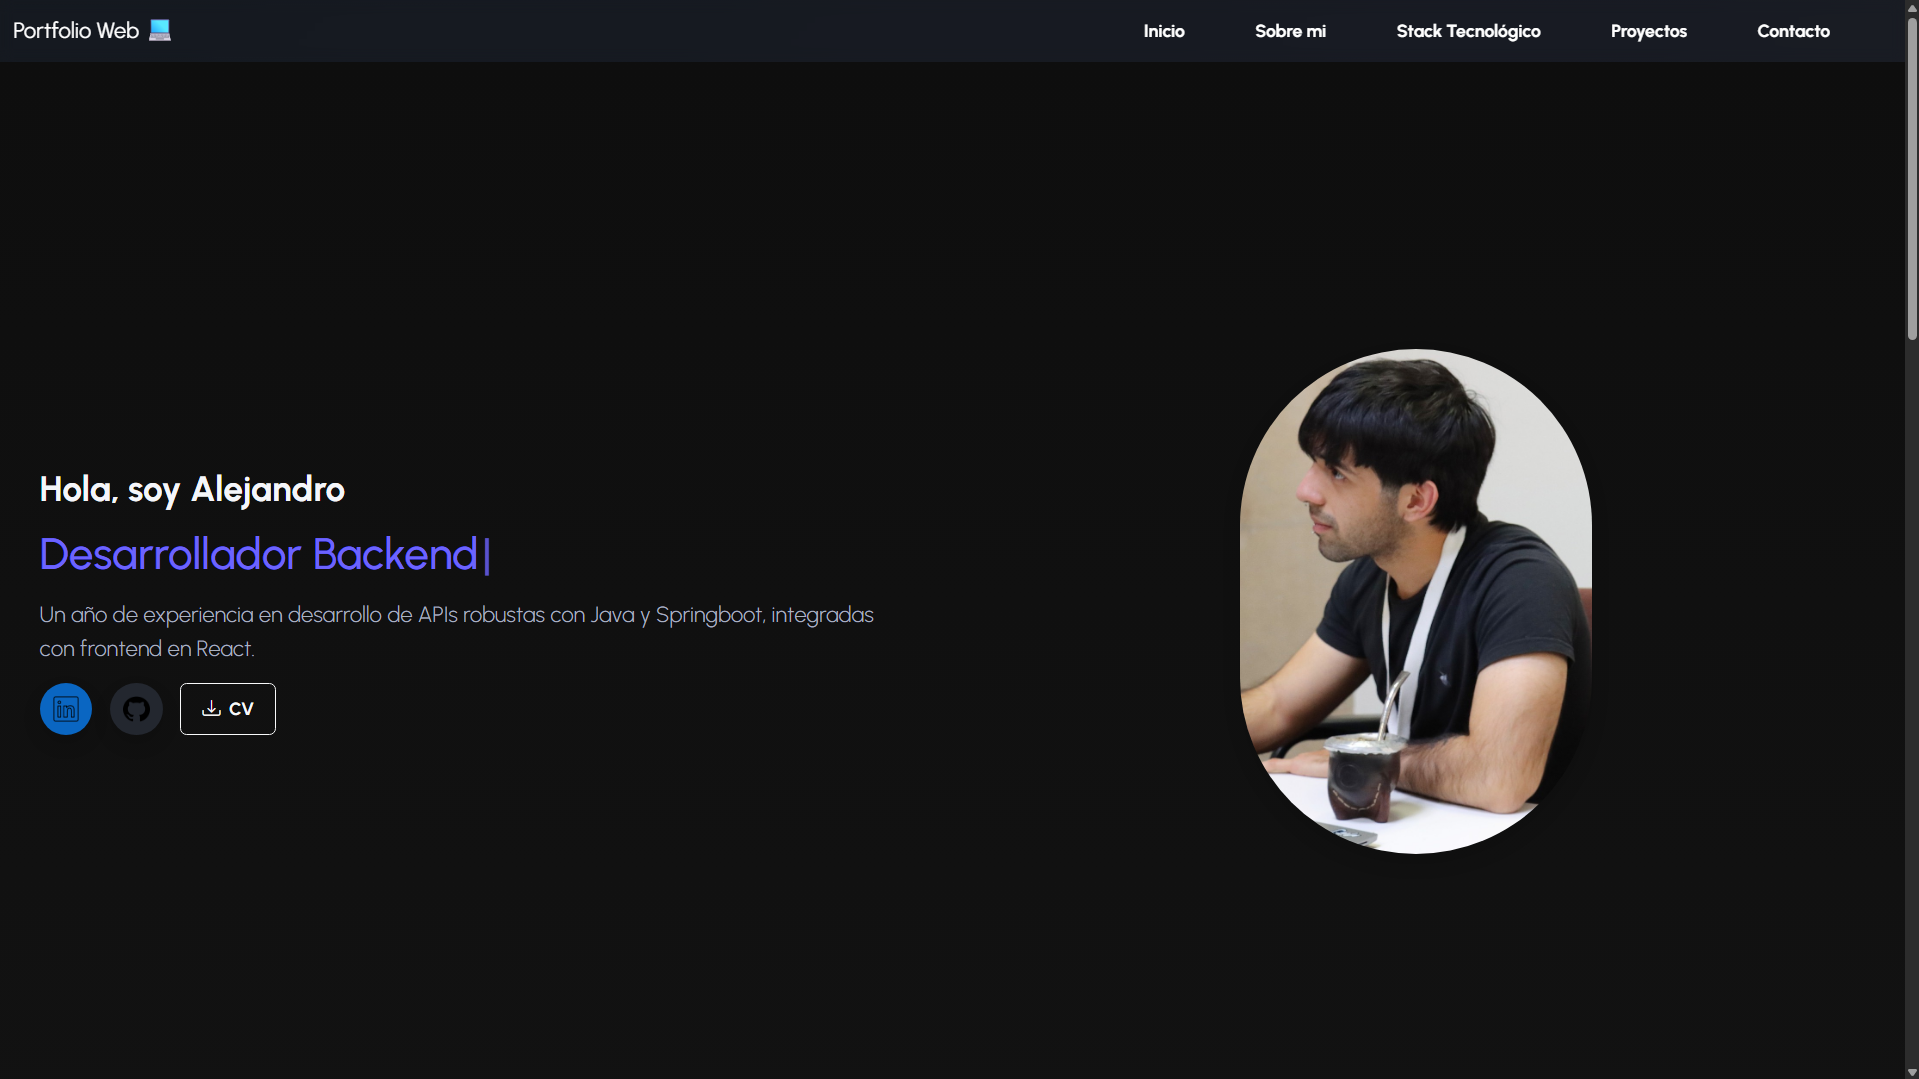 Portfolio Web
Inicio
Sobre mi
Stack Tecnológico
Proyectos
Contacto
Hola, soy Alejandro
Desarrollador Backend|
Un año de experiencia en desarrollo de APIs robustas con Java y Springboot, integradas
con frontend en React.
in
CV